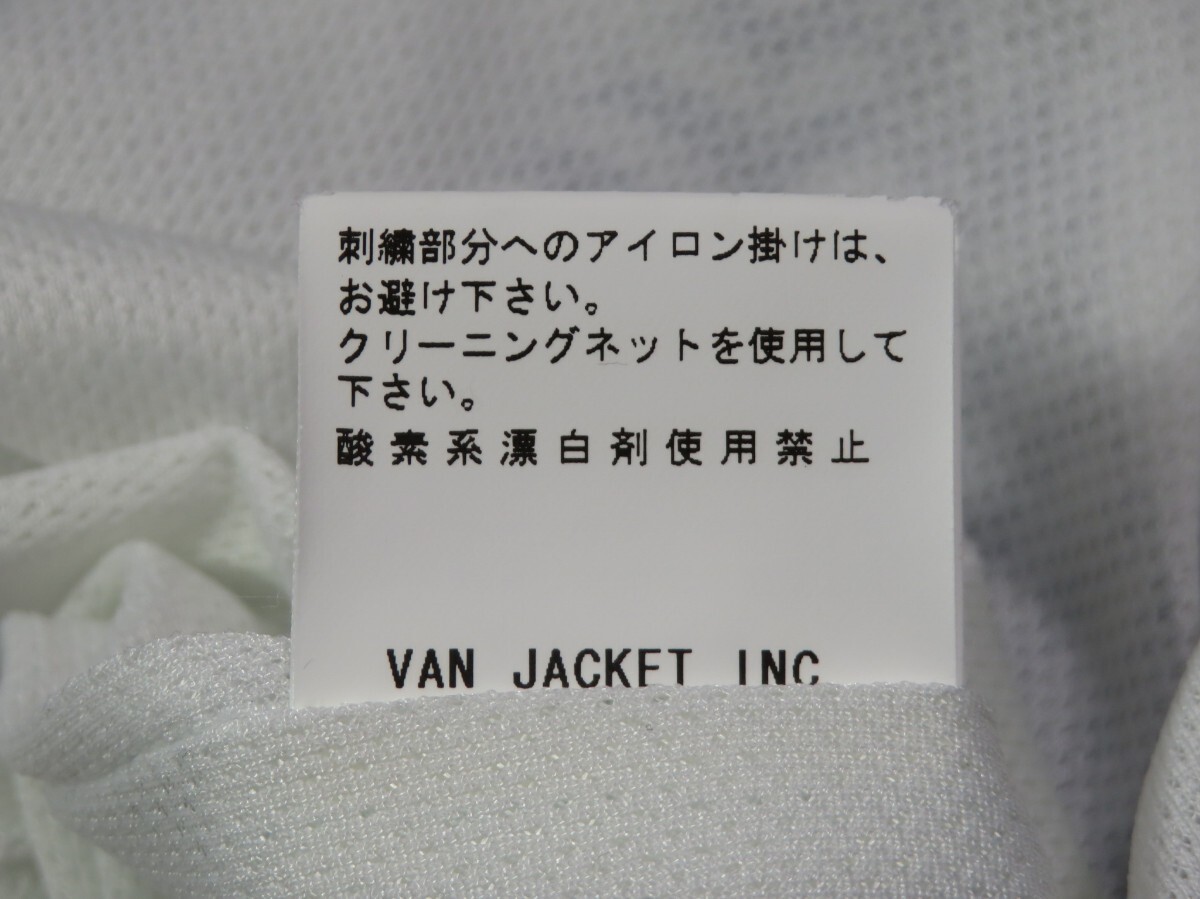 刺繍部分へのアイロン掛けは、
お避け下さい。
クリーニングネットを使用して
下さい。
酸素系漂白剤使用禁止
VAN JACKET INC